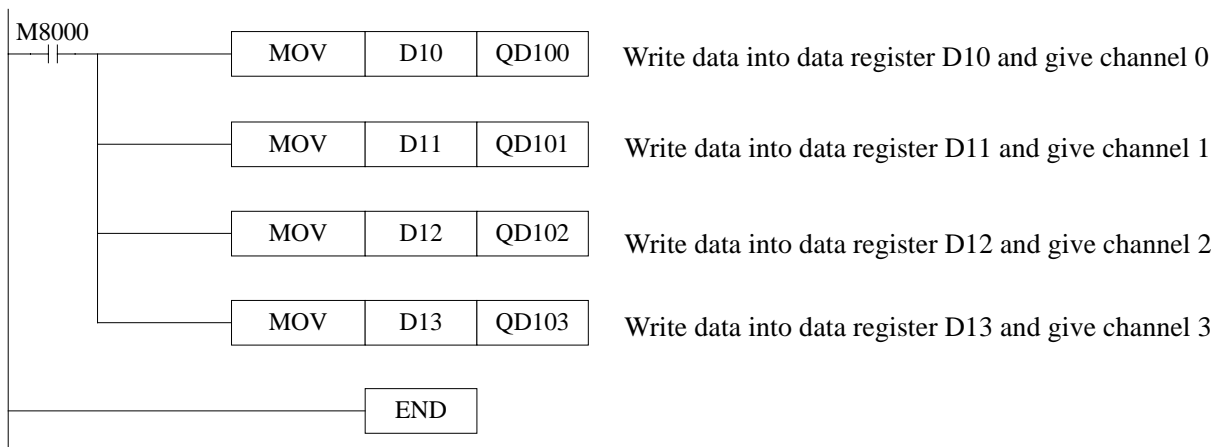 M8000
MOV D10 QD100 Write data into data register D10 and give channel 0
MOV D11 QD101 Write data into data register D11 and give channel 1
MOV D12 QD102 Write data into data register D12 and give channel 2
MOV D13 QD103 Write data into data register D13 and give channel 3
END